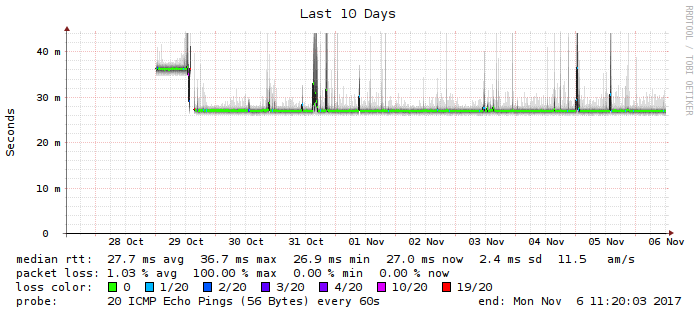 Last 10 Days
RRDTOOL / TOBI OETIKER
Seconds
40 m
30 m
20 m
10 m
0
28 Oct 29 Oct 30 Oct 31 Oct 01 Nov 02 Nov 03 Nov 04 Nov 05 Nov 06 Nov
median rtt: 27.7 ms avg 36.7 ms max 26.9 ms min 27.0 ms now 2.4 ms sd 11.5 am/s
packet loss: 1.03 % avg 100.00 % max 0.00 % min 0.00 % now
loss color: 0 1/20 2/20 3/20 4/20 10/20 19/20
probe: 20 ICMP Echo Pings (56 Bytes) every 60s end: Mon Nov 6 11:20:03 2017